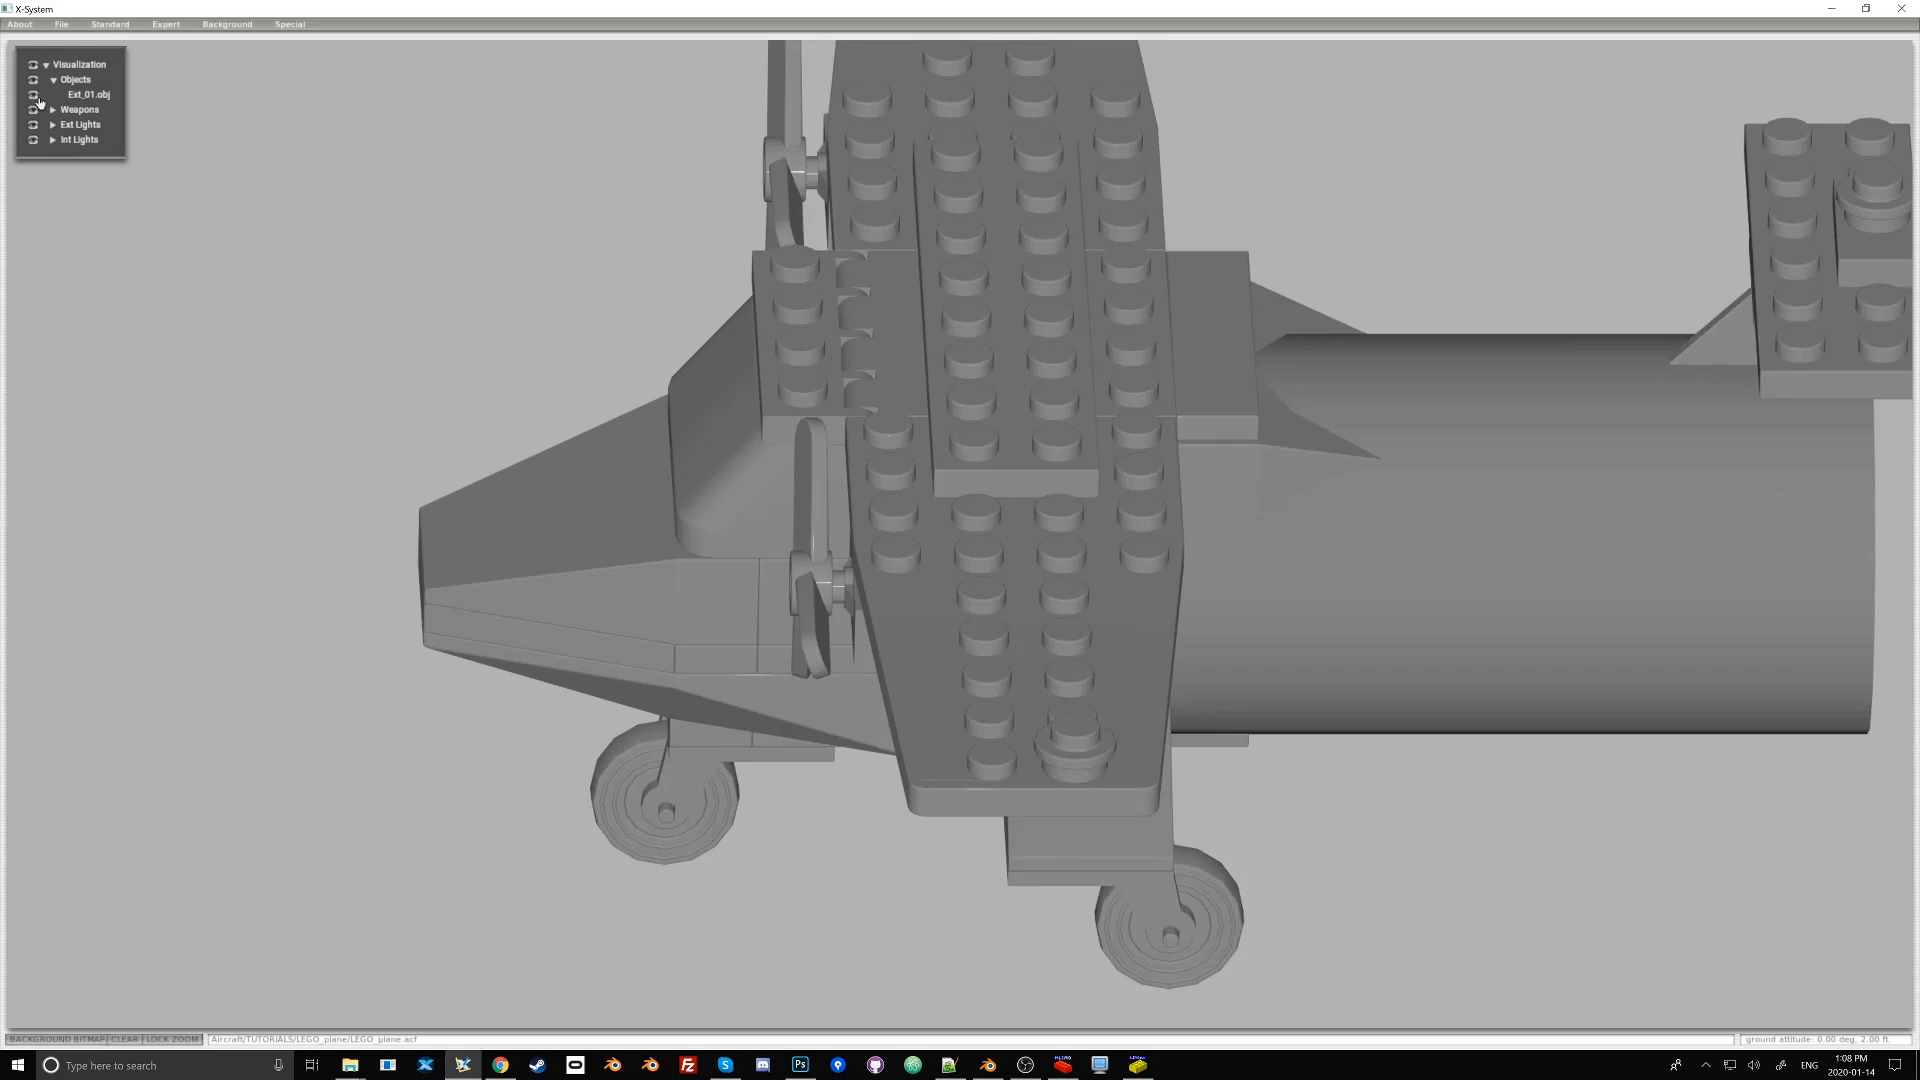 X-System
About File Standard Expert Background Special
Visualization
Objects
Ext_01.obj
Weapons
Ext Lights
Int Lights
BACKGROUND BITMAP CLEAR LOCK ZOOM Aircraft/TUTORIALS/LEGO_plane/LEGO_plane.acf ground attitude: 0.00 deg, 2.00 ft.
Type here to search Ps ENG 1:08 PM
2020-01-14